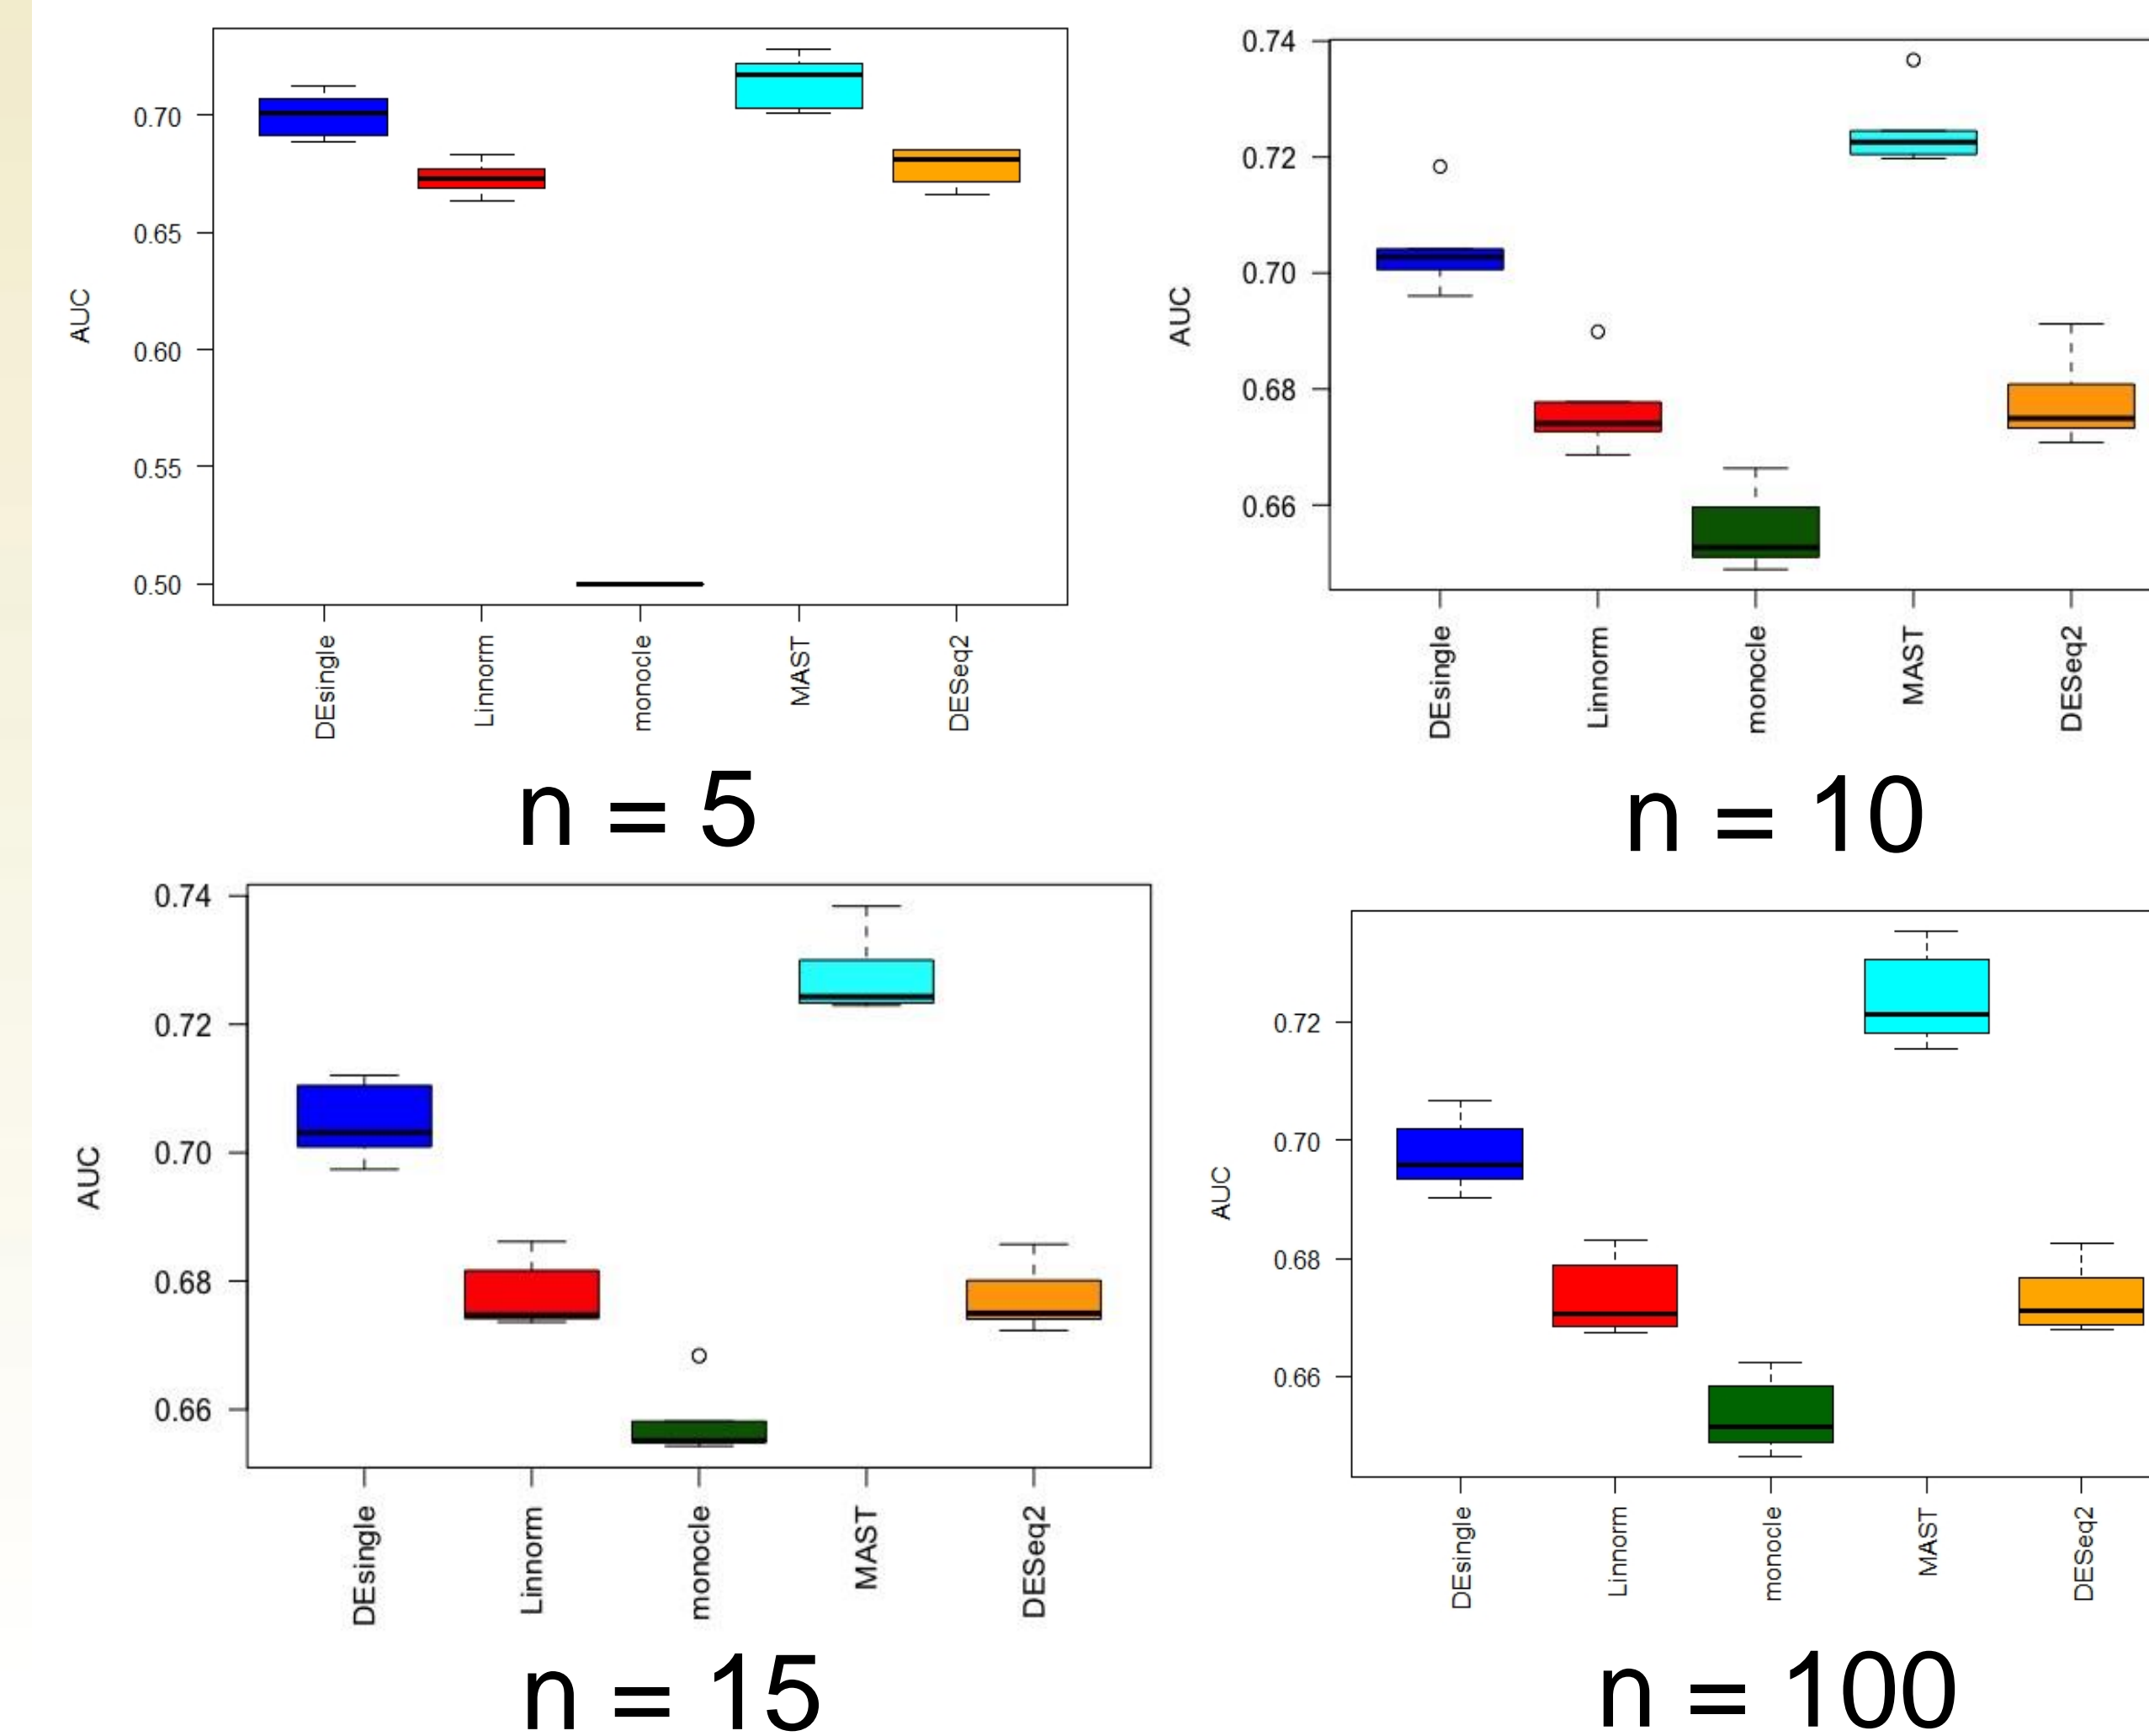 AUC
0.70
0.65
0.60
0.55
0.50
DEsingle
Linnorm
monocle
MAST
DESeq2
n = 5
AUC
0.74
0.72
0.70
0.68
0.66
DEsingle
Linnorm
monocle
MAST
DESeq2
n = 10
AUC
0.74
0.72
0.70
0.68
0.66
DEsingle
Linnorm
monocle
MAST
DESeq2
n = 15
AUC
0.72
0.70
0.68
0.66
DEsingle
Linnorm
monocle
MAST
DESeq2
n = 100